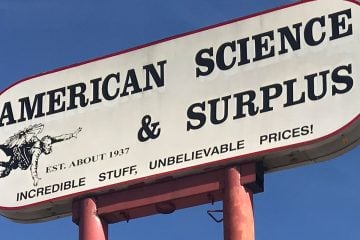 AMERICAN SCIENCE
& SURPLUS
EST. ABOUT 1937
INCREDIBLE STUFF, UNBELIEVABLE PRICES!